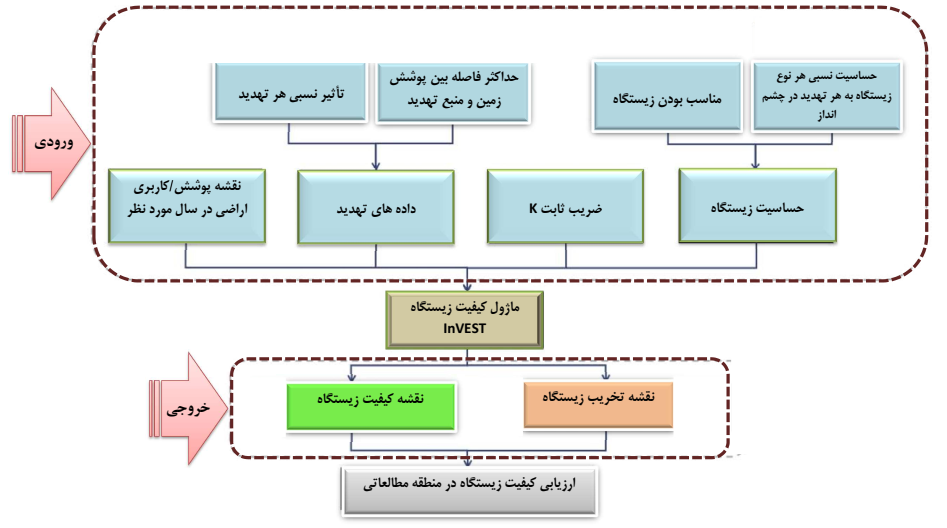 ورودی
حساسیت نسبی هر نوع
زیستگاه به هر تهدید در چشم
انداز
مناسب بودن زیستگاه
حداکثر فاصله بین پوشش
زمین و منبع تهدید
تأثیر نسبی هر تهدید
حساسیت زیستگاه
ضریب ثابت K
داده های تهدید
نقشه پوشش/کاربری
اراضی در سال مورد نظر
ماژول کیفیت زیستگاه
InVEST
خروجی
نقشه تخریب زیستگاه
نقشه کیفیت زیستگاه
ارزیابی کیفیت زیستگاه در منطقه مطالعاتی